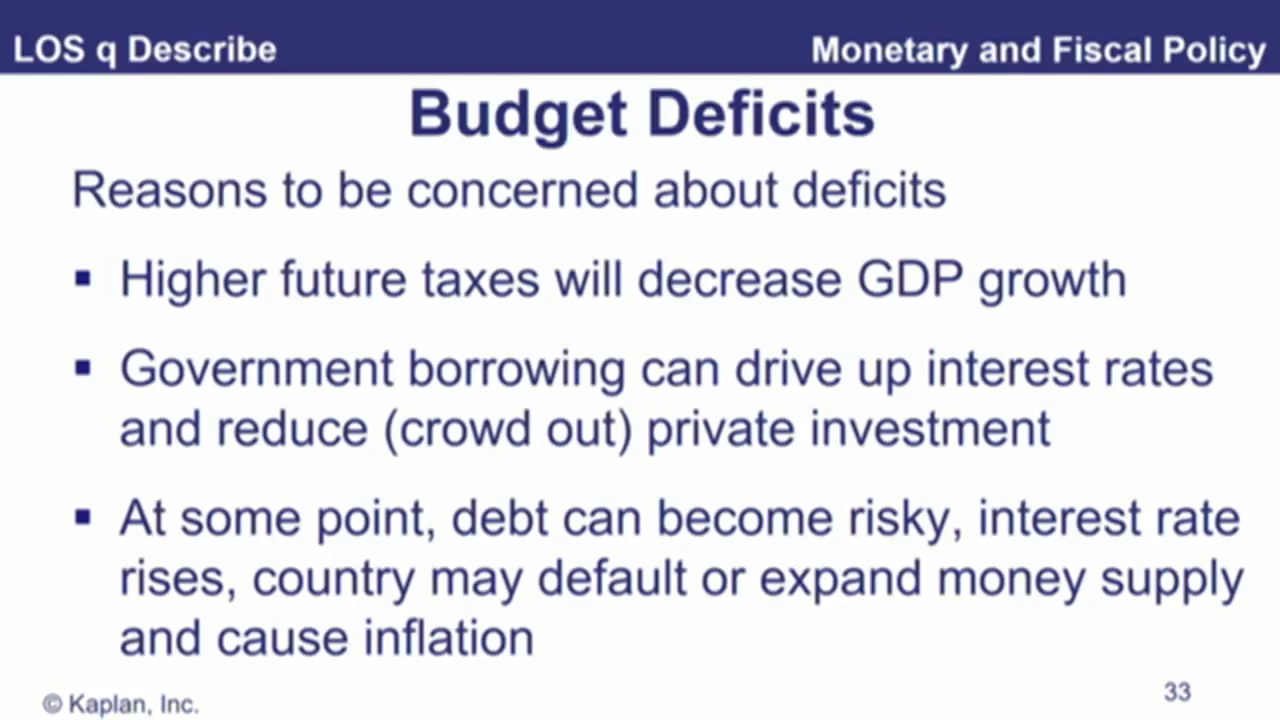 LOS q Describe
Monetary and Fiscal Policy
Budget Deficits
Reasons to be concerned about deficits
▪ Higher future taxes will decrease GDP growth
▪ Government borrowing can drive up interest rates
and reduce (crowd out) private investment
▪ At some point, debt can become risky, interest rate
rises, country may default or expand money supply
and cause inflation
© Kaplan, Inc.
33